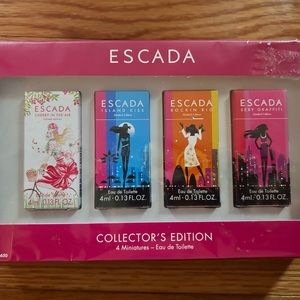 ESCADA
ESCADA
CHERRY IN THE AIR
4ml-0.13 FL.OZ.
ESCADA
ISLAND KISS
Eau de Toilette
4ml-0.13 FL.OZ.
ESCADA
ROCKIN'RIO
Eau de Toilette
4ml-0.13 FL.OZ.
ESCADA
SEXY GRAFFITI
Eau de Toilette
4ml-0.13 FL.OZ.
COLLECTOR'S EDITION
4 Miniatures – Eau de Toilette